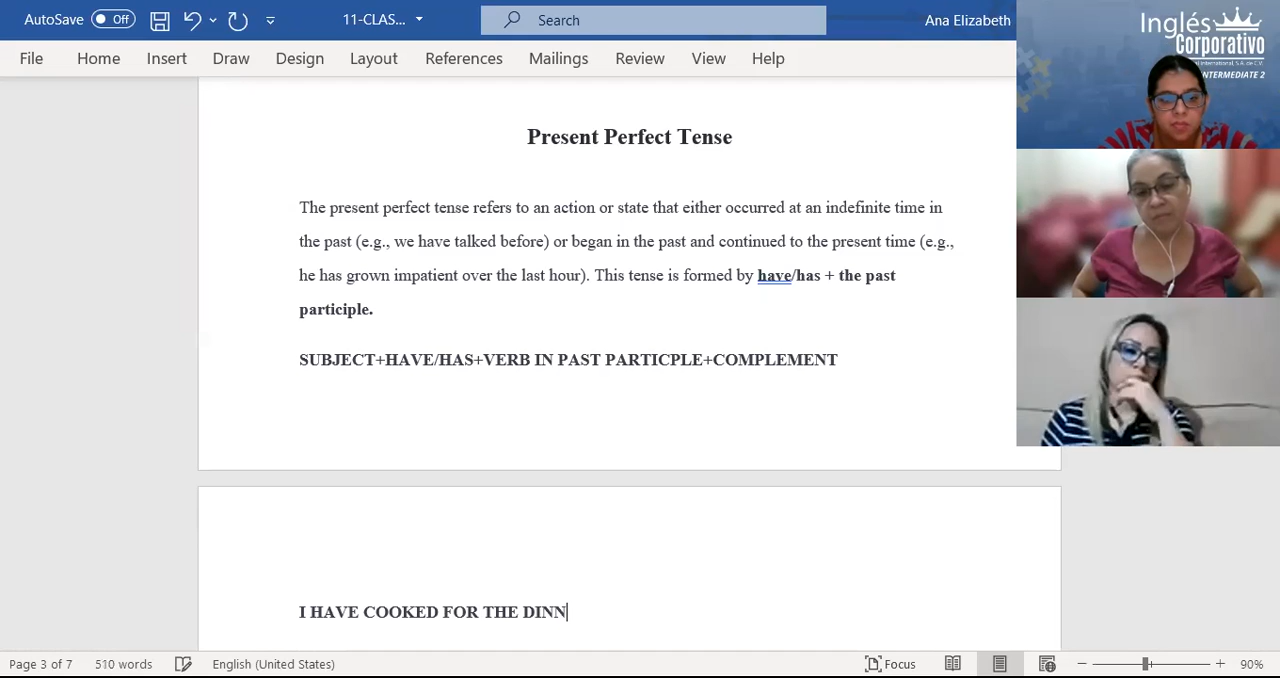 AutoSave Off 11-CLAS... Search Ana Elizabeth
File Home Insert Draw Design Layout References Mailings Review View Help
Inglés
Corporativo
INTERMEDIATE 2
Present Perfect Tense
The present perfect tense refers to an action or state that either occurred at an indefinite time in
the past (e.g., we have talked before) or began in the past and continued to the present time (e.g.,
he has grown impatient over the last hour). This tense is formed by have/has + the past
participle.
SUBJECT+HAVE/HAS+VERB IN PAST PARTICPLE+COMPLEMENT
I HAVE COOKED FOR THE DINN
Page 3 of 7 510 words English (United States) Focus 90%